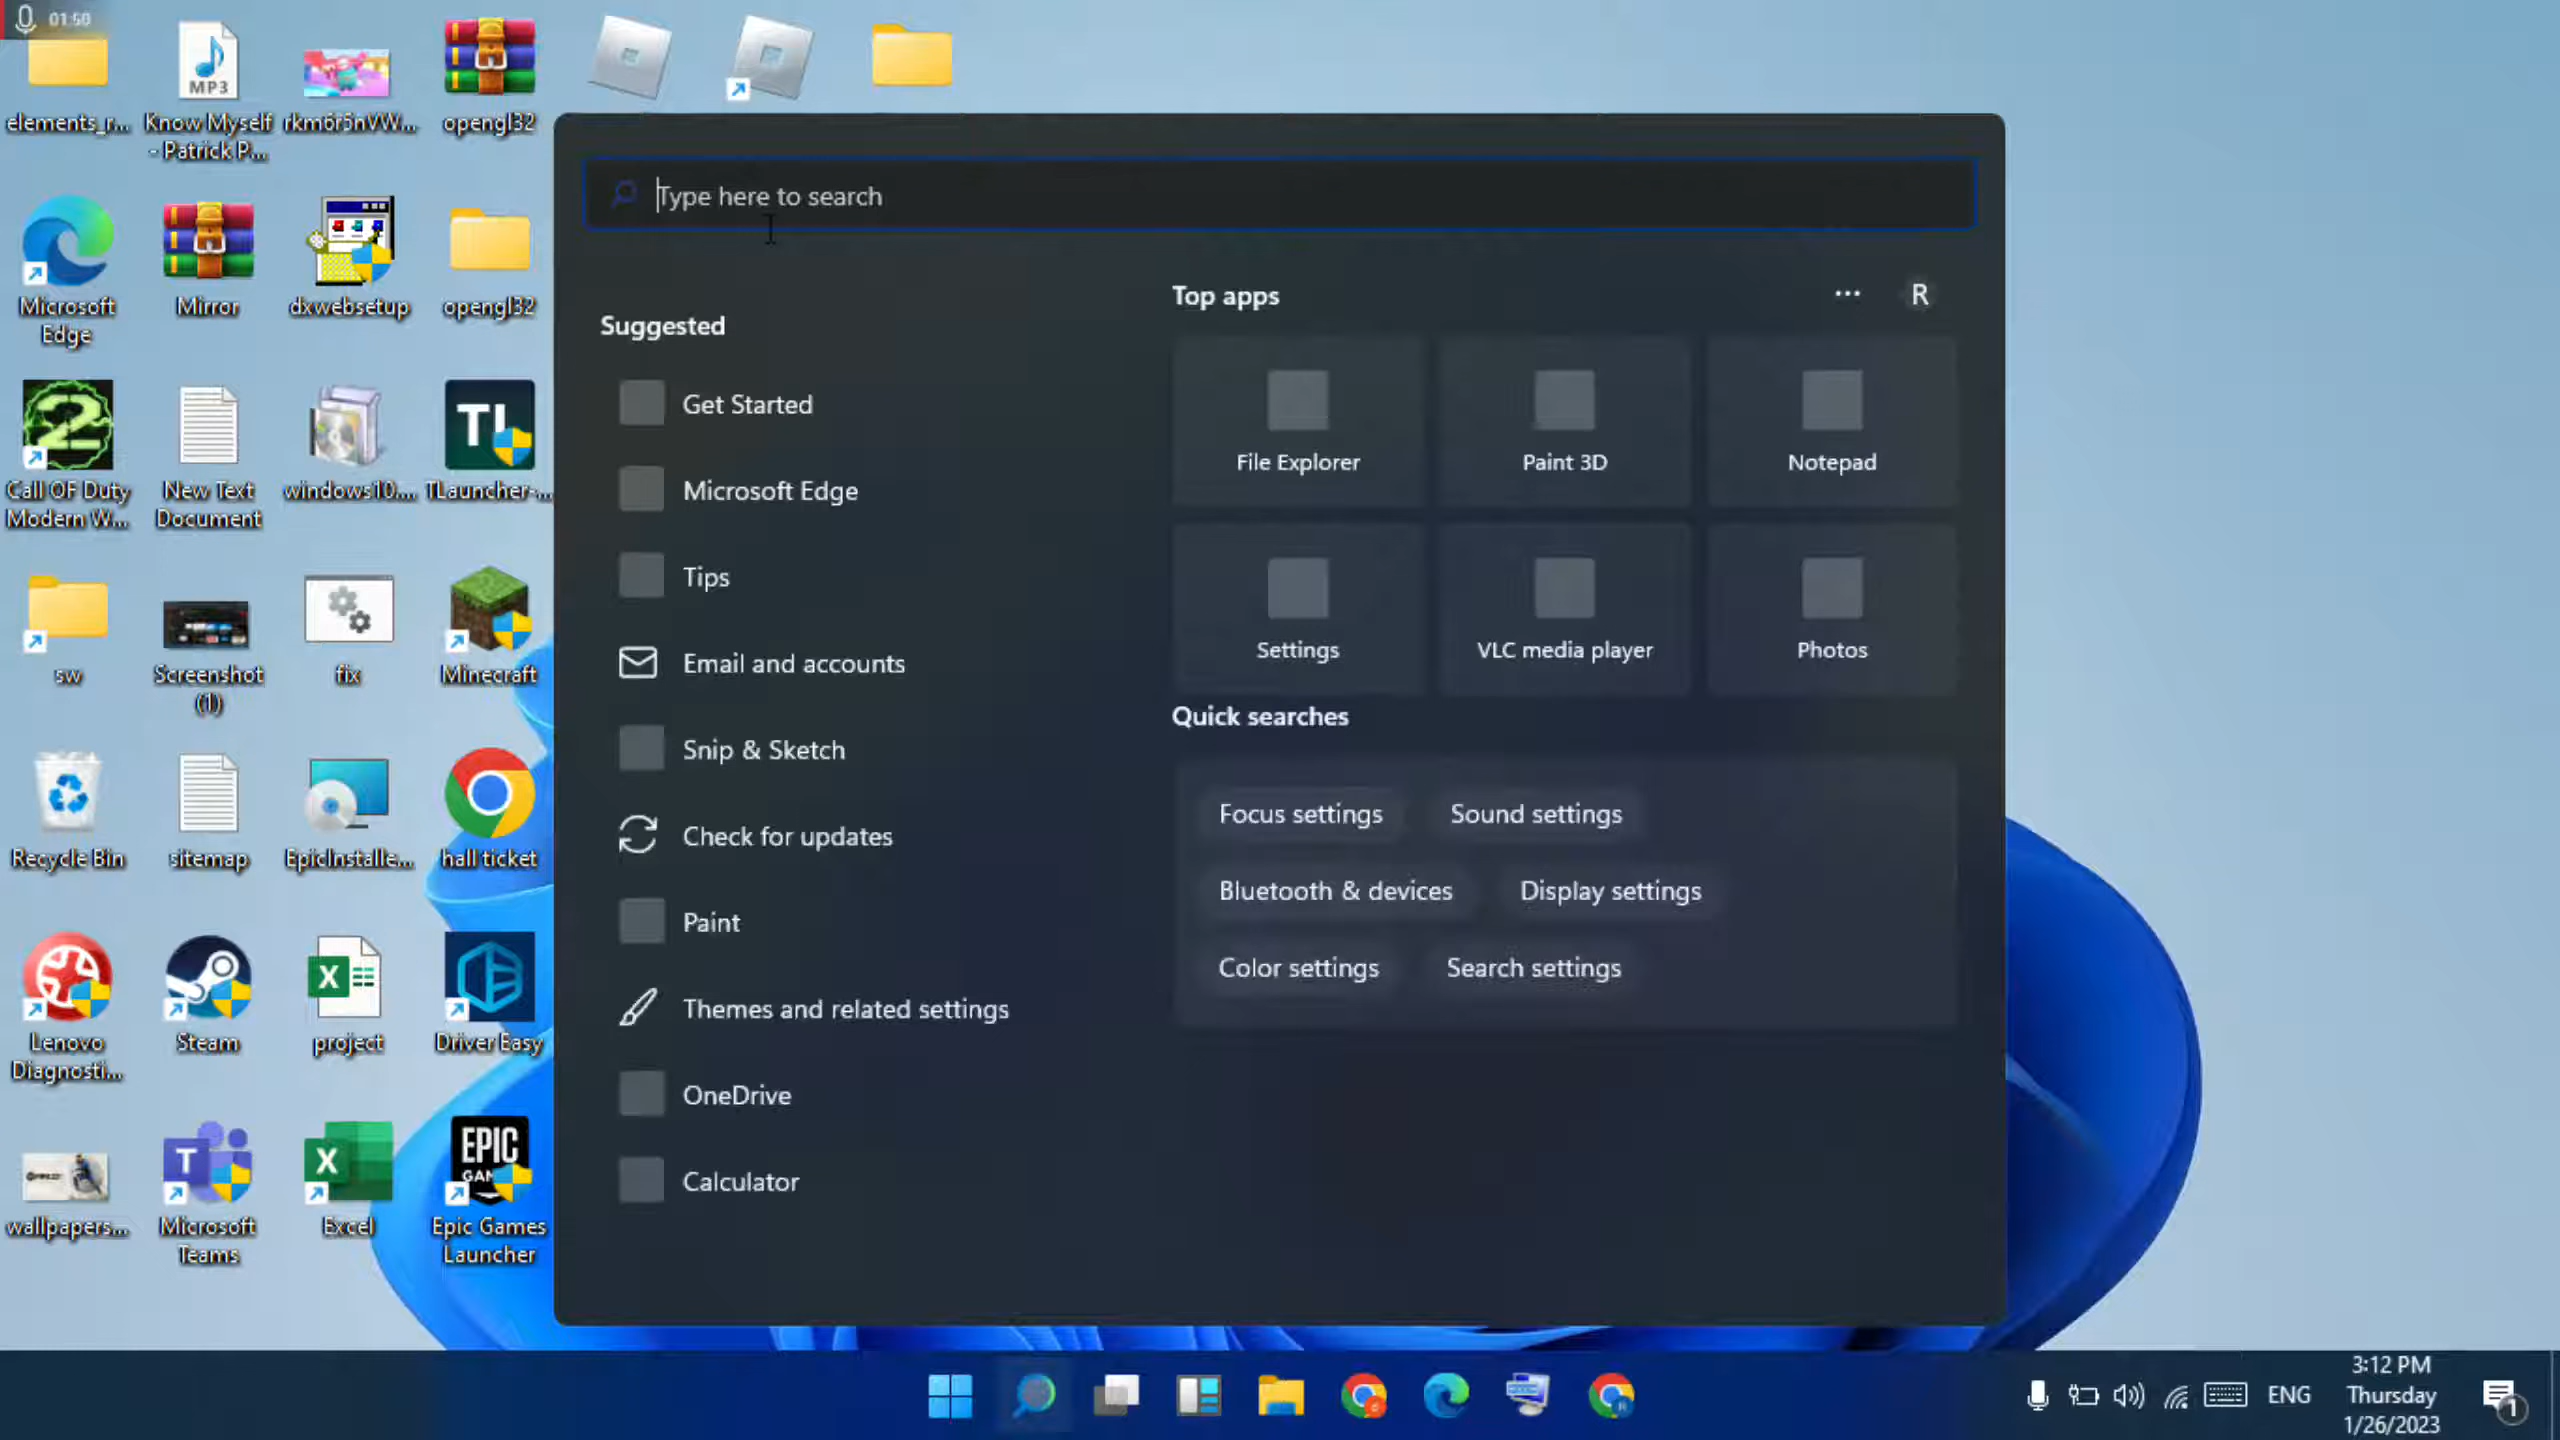 01:50
elements_r...
Know Myself
- Patrick P...
rkm6r5nVW...
opengl32
MP3
Microsoft
Edge
Mirror
dxwebsetup
opengl32
Call OF Duty
Modern W...
New Text
Document
windows10....
TLauncher-...
TL
sw
Screenshot
(1)
fix
Minecraft
Recycle Bin
sitemap
EpicInstalle...
hall ticket
Lenovo
Diagnosti...
Steam
project
Driver Easy
wallpapers...
Microsoft
Teams
Excel
EPIC
GAMES
Epic Games
Launcher
Type here to search
Suggested
Get Started
Microsoft Edge
Tips
Email and accounts
Snip & Sketch
Check for updates
Paint
Themes and related settings
OneDrive
Calculator
Top apps
R
File Explorer
Paint 3D
Notepad
Settings
VLC media player
Photos
Quick searches
Focus settings
Sound settings
Bluetooth & devices
Display settings
Color settings
Search settings
ENG
3:12 PM
Thursday
1/26/2023
1